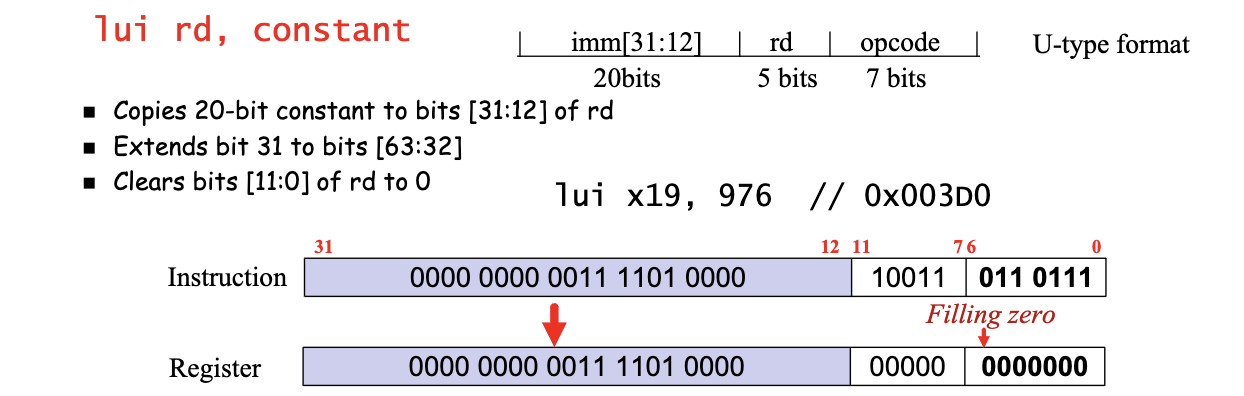 lui rd, constant
imm[31:12] rd opcode U-type format
20bits 5 bits 7 bits
■ Copies 20-bit constant to bits [31:12] of rd
■ Extends bit 31 to bits [63:32]
■ Clears bits [11:0] of rd to 0
lui x19, 976 // 0x003D0
31 12 11 7 6 0
Instruction 0000 0000 0011 1101 0000 10011 011 0111
Filling zero
Register 0000 0000 0011 1101 0000 00000 0000000